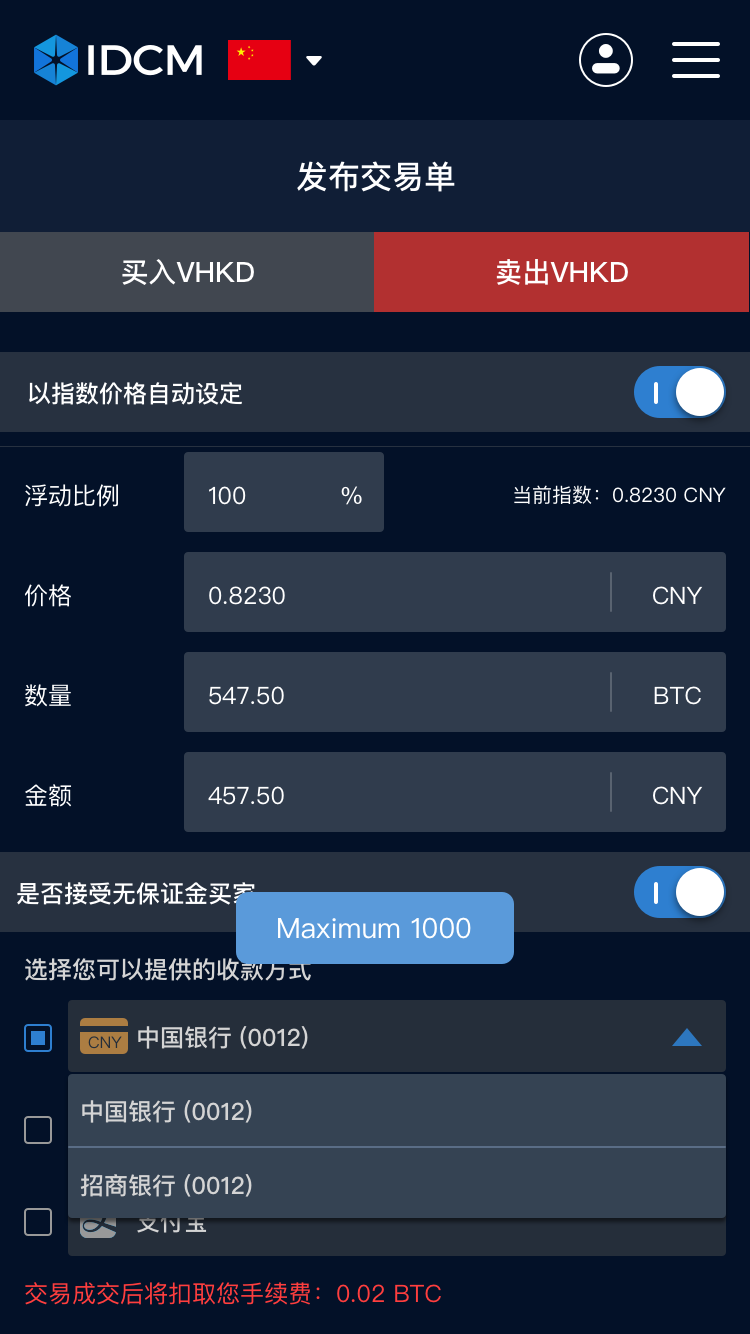 IDCM
发布交易单
买入VHKD 卖出VHKD
以指数价格自动设定
浮动比例 100 % 当前指数：0.8230 CNY
价格 0.8230 CNY
数量 547.50 BTC
金额 457.50 CNY
是否接受无保证金买家
Maximum 1000
选择您可以提供的收款方式
CNY 中国银行 (0012)
中国银行 (0012)
招商银行 (0012)
支付宝
交易成交后将扣取您手续费：0.02 BTC